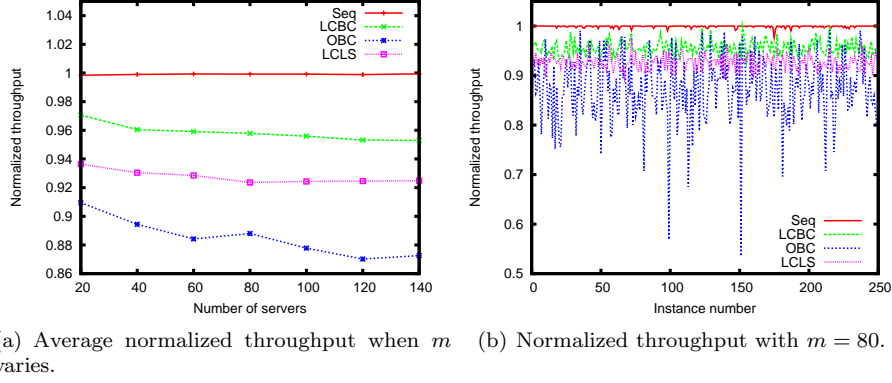 1.04
1.02
1
0.98
0.96
0.94
0.92
0.9
0.88
0.86
Normalized throughput
20 40 60 80 100 120 140
Number of servers
Seq
LCBC
OBC
LCLS
1
0.9
0.8
0.7
0.6
0.5
Normalized throughput
0 50 100 150 200 250
Instance number
Seq
LCBC
OBC
LCLS
a) Average normalized throughput when m
varies.
(b) Normalized throughput with m = 80.